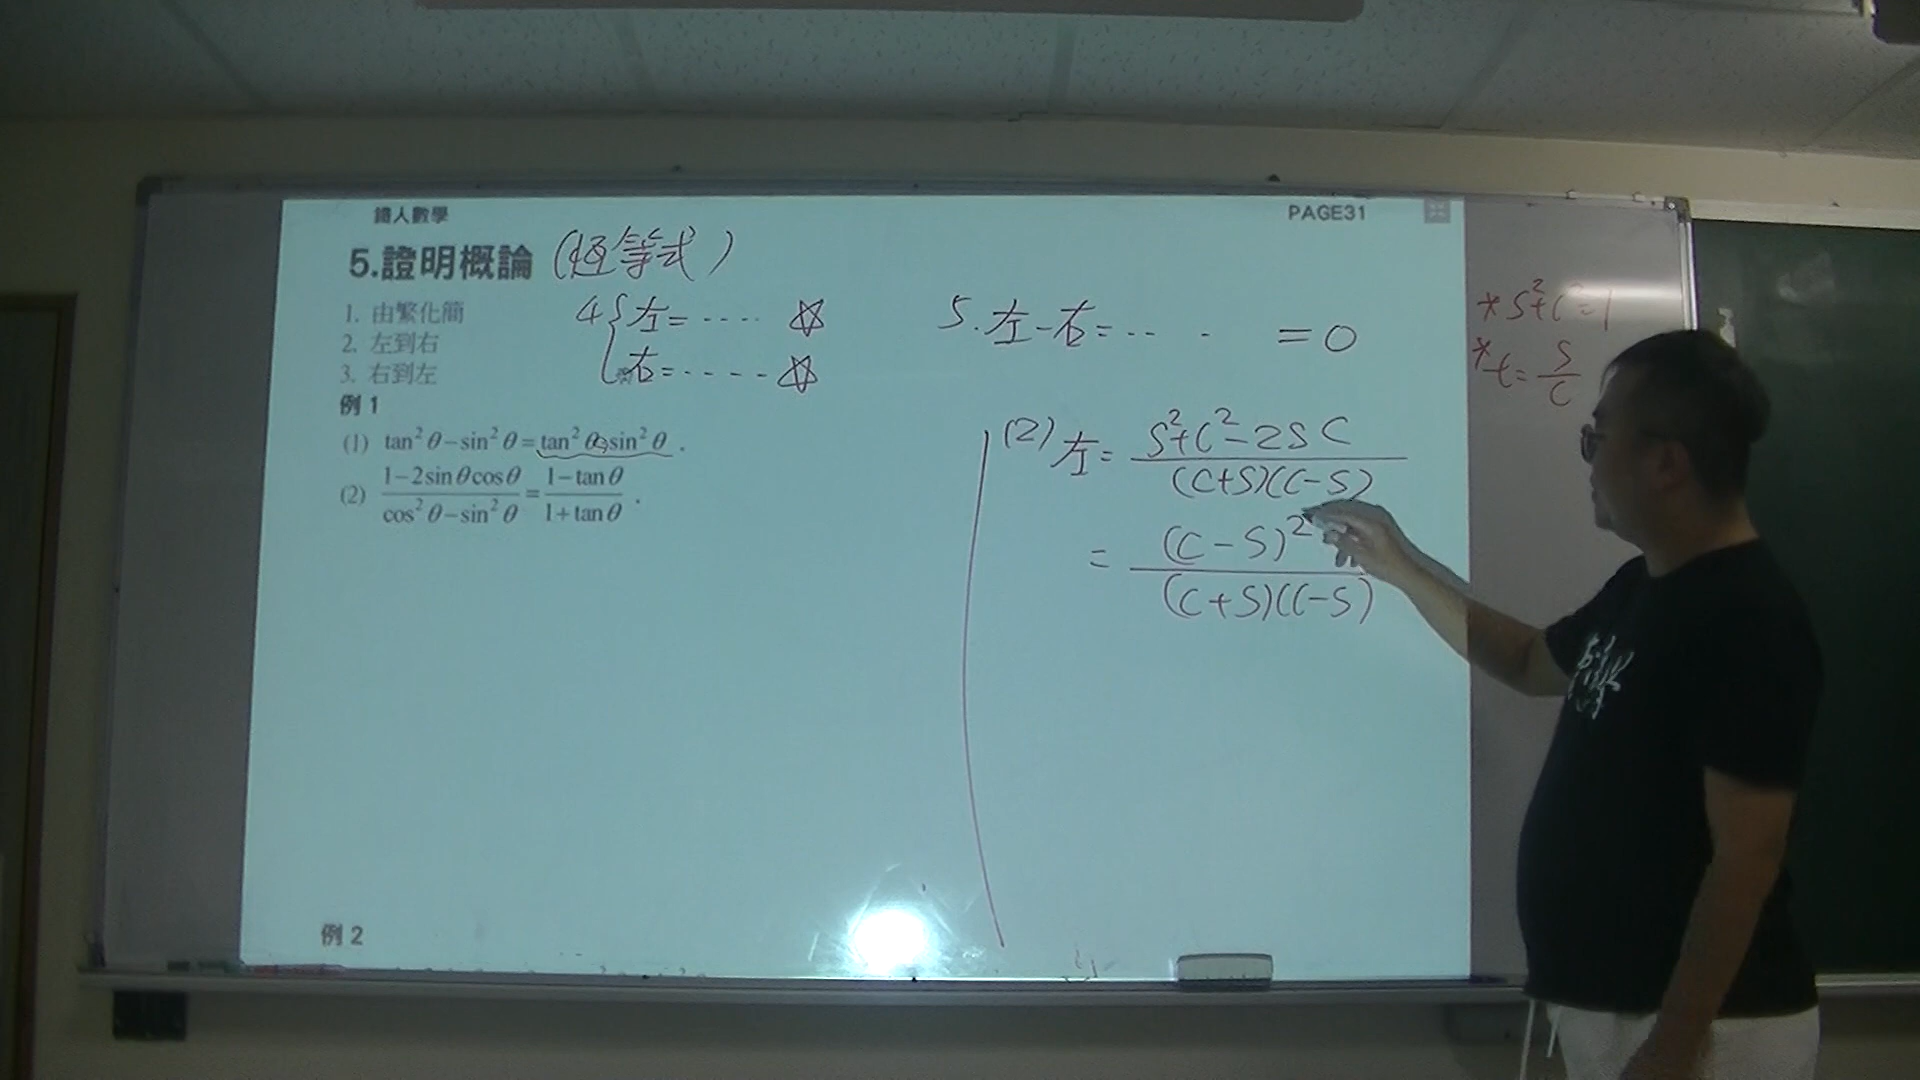 鐵人數學 PAGE31
5.證明概論 (恆等式)
1. 由繁化簡
2. 左到右
3. 右到左
4 { 左=‥‥ ☆
右=‥‥- ☆
5. 左-右=‥‥ =0
*S²+C²=1
*t=S/C
例 1
(1) tan²θ−sin²θ=tan²θ·sin²θ .
(2) (1−2sinθcosθ)/(cos²θ−sin²θ)=(1−tanθ)/(1+tanθ) .
(2) 左= (S²+C²−2SC)/((C+S)(C−S))
= (C−S)²/((C+S)(C−S))
例 2